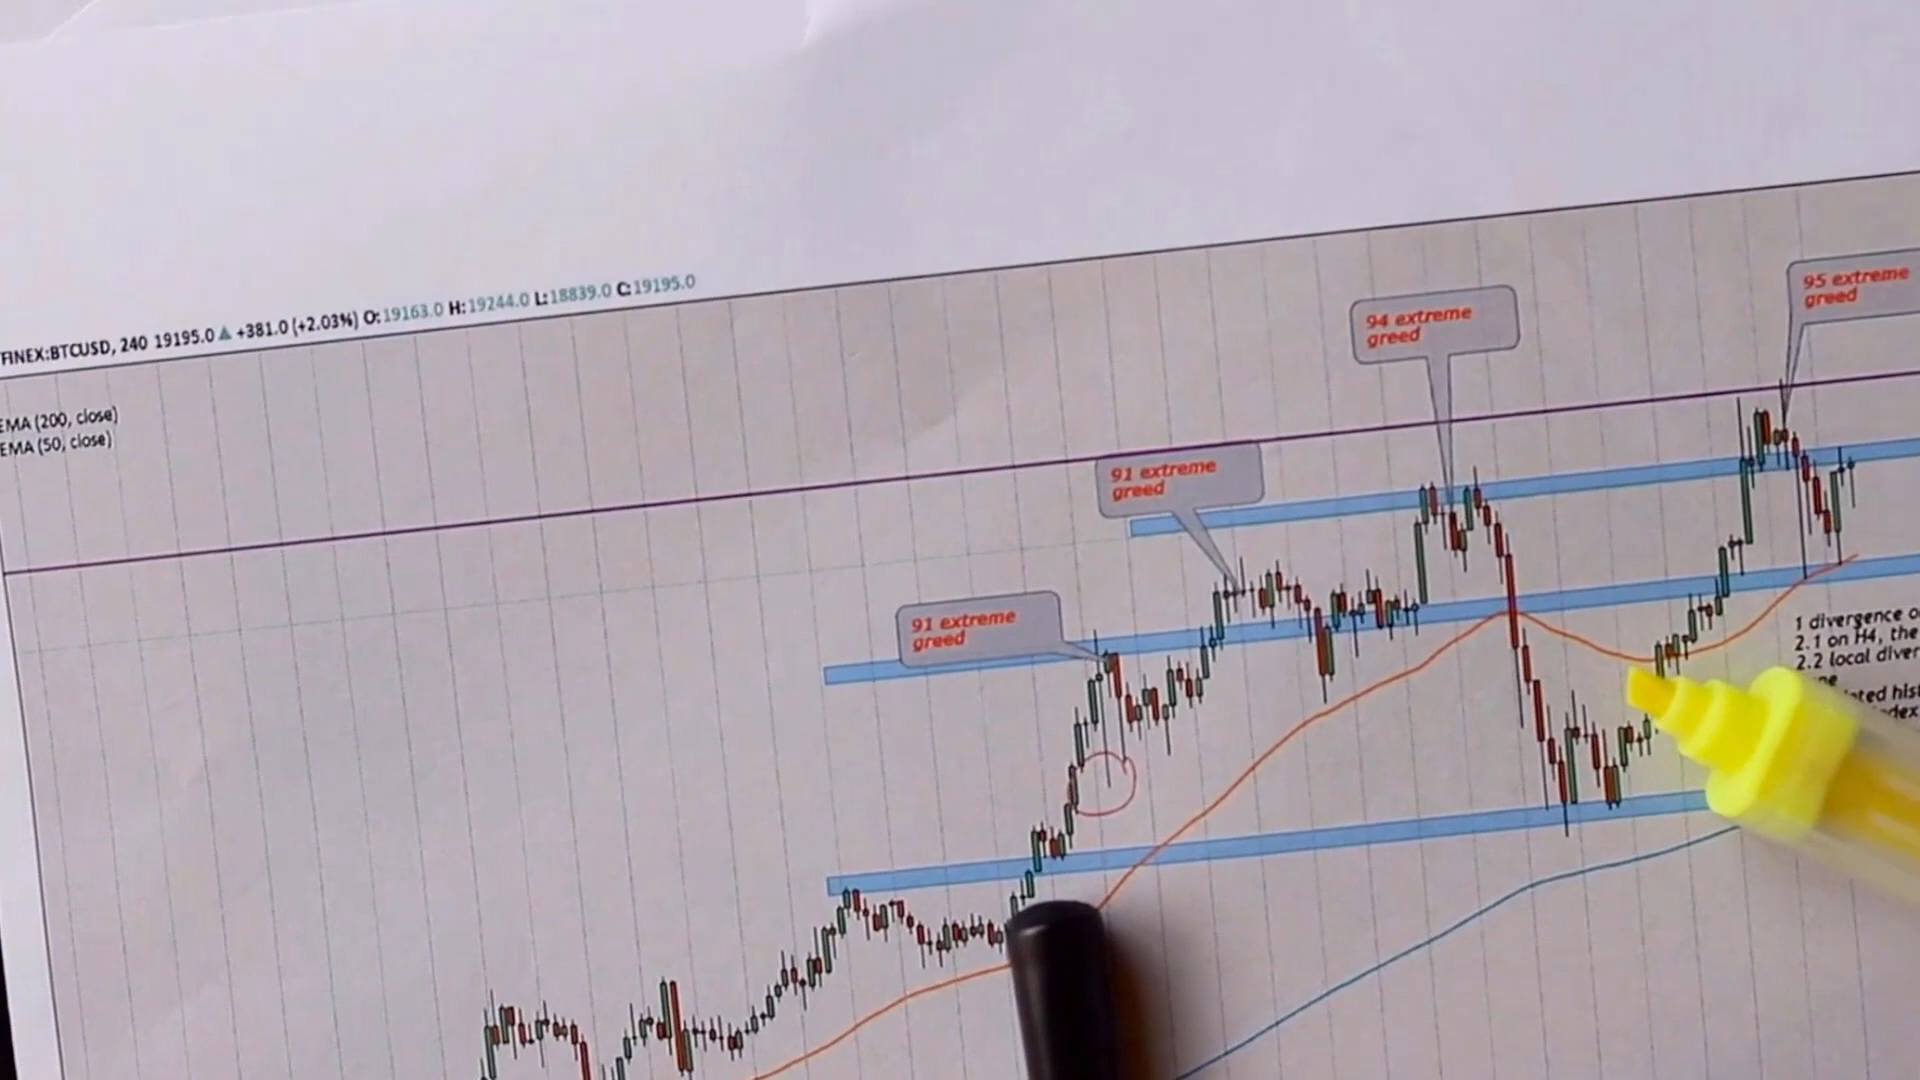 FINEX:BTCUSD, 240 19195.0 ▲ +381.0 (+2.03%) O:19163.0 H:19244.0 L:18839.0 C:19195.0
EMA (200, close)
EMA (50, close)
95 extreme
greed
94 extreme
greed
91 extreme
greed
91 extreme
greed
1 divergence
2.1 on H4, the
2.2 local